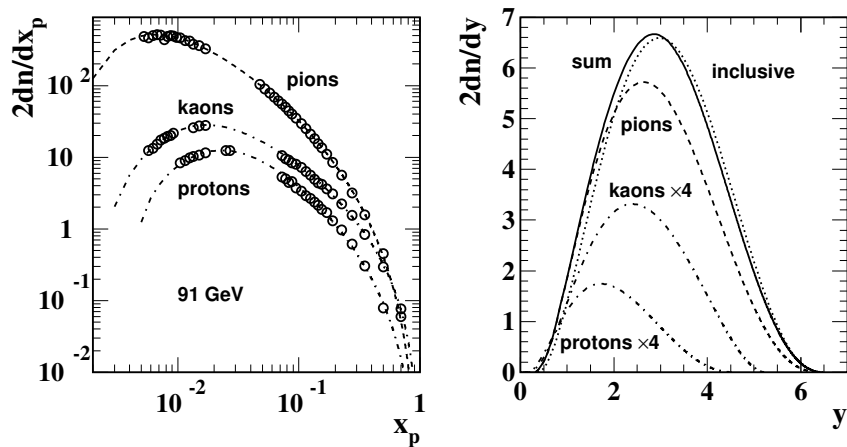 2dn/dx_p
10^2
10
1
10^-1
10^-2
pions
kaons
protons
91 GeV
10^-2
10^-1
1
x_p
2dn/dy
7
6
5
4
3
2
1
0
sum
inclusive
pions
kaons ×4
protons ×4
0
2
4
6
y